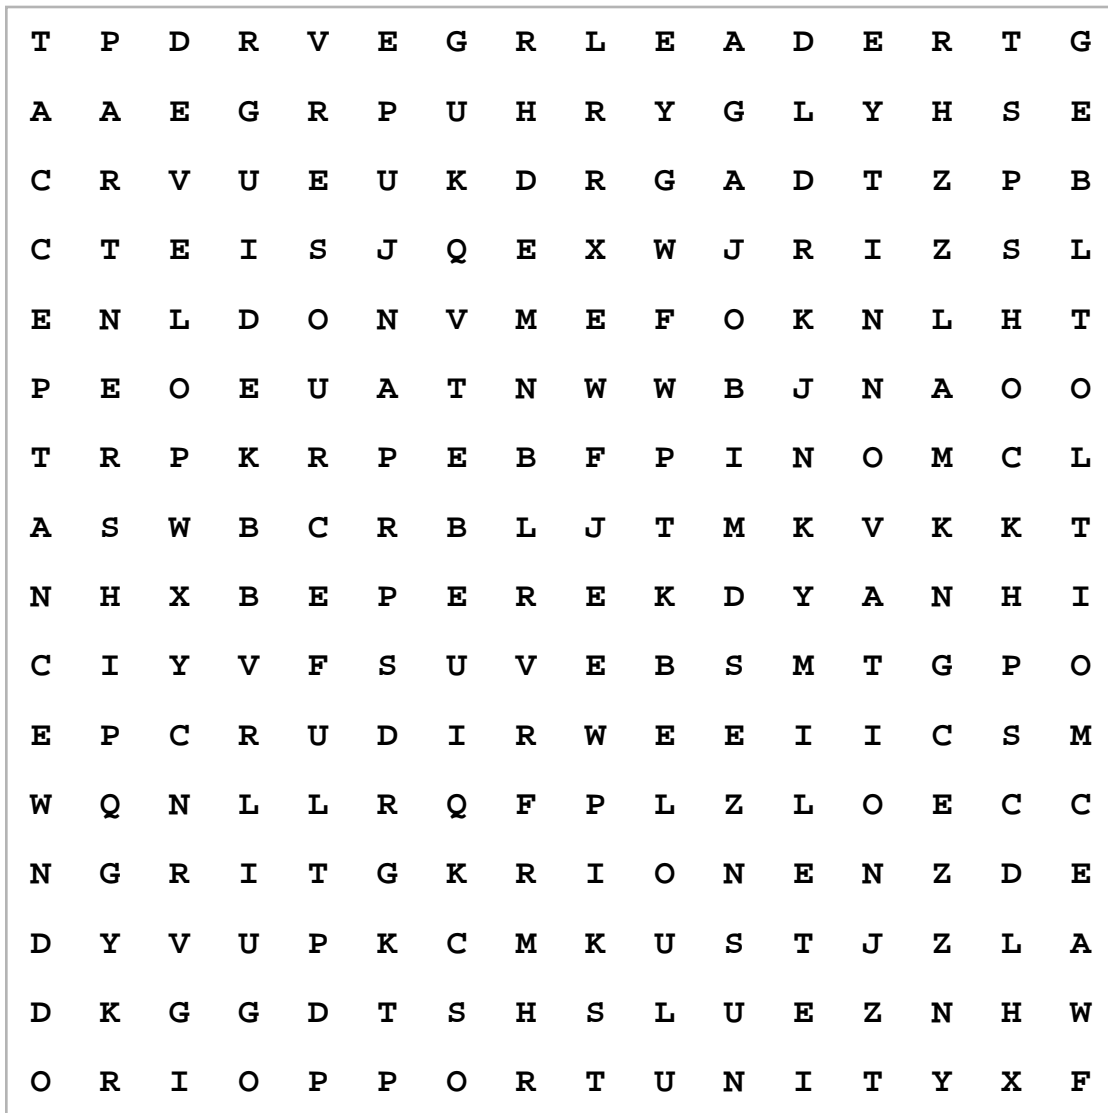 T P D R V E G R L E A D E R T G
A A E G R P U H R Y G L Y H S E
C R V U E U K D R G A D T Z P B
C T E I S J Q E X W J R I Z S L
E N L D O N V M E F O K N L H T
P E O E U A T N W W B J N A O O
T R P K R P E B F P I N O M C L
A S W B C R B L J T M K V K K T
N H X B E P E R E K D Y A N H I
C I Y V F S U V E B S M T G P O
E P C R U D I R W E E I I C S M
W Q N L L R Q F P L Z L O E C C
N G R I T G K R I O N E N Z D E
D Y V U P K C M K U S T J Z L A
D K G G D T S H S L U E Z N H W
O R I O P P O R T U N I T Y X F